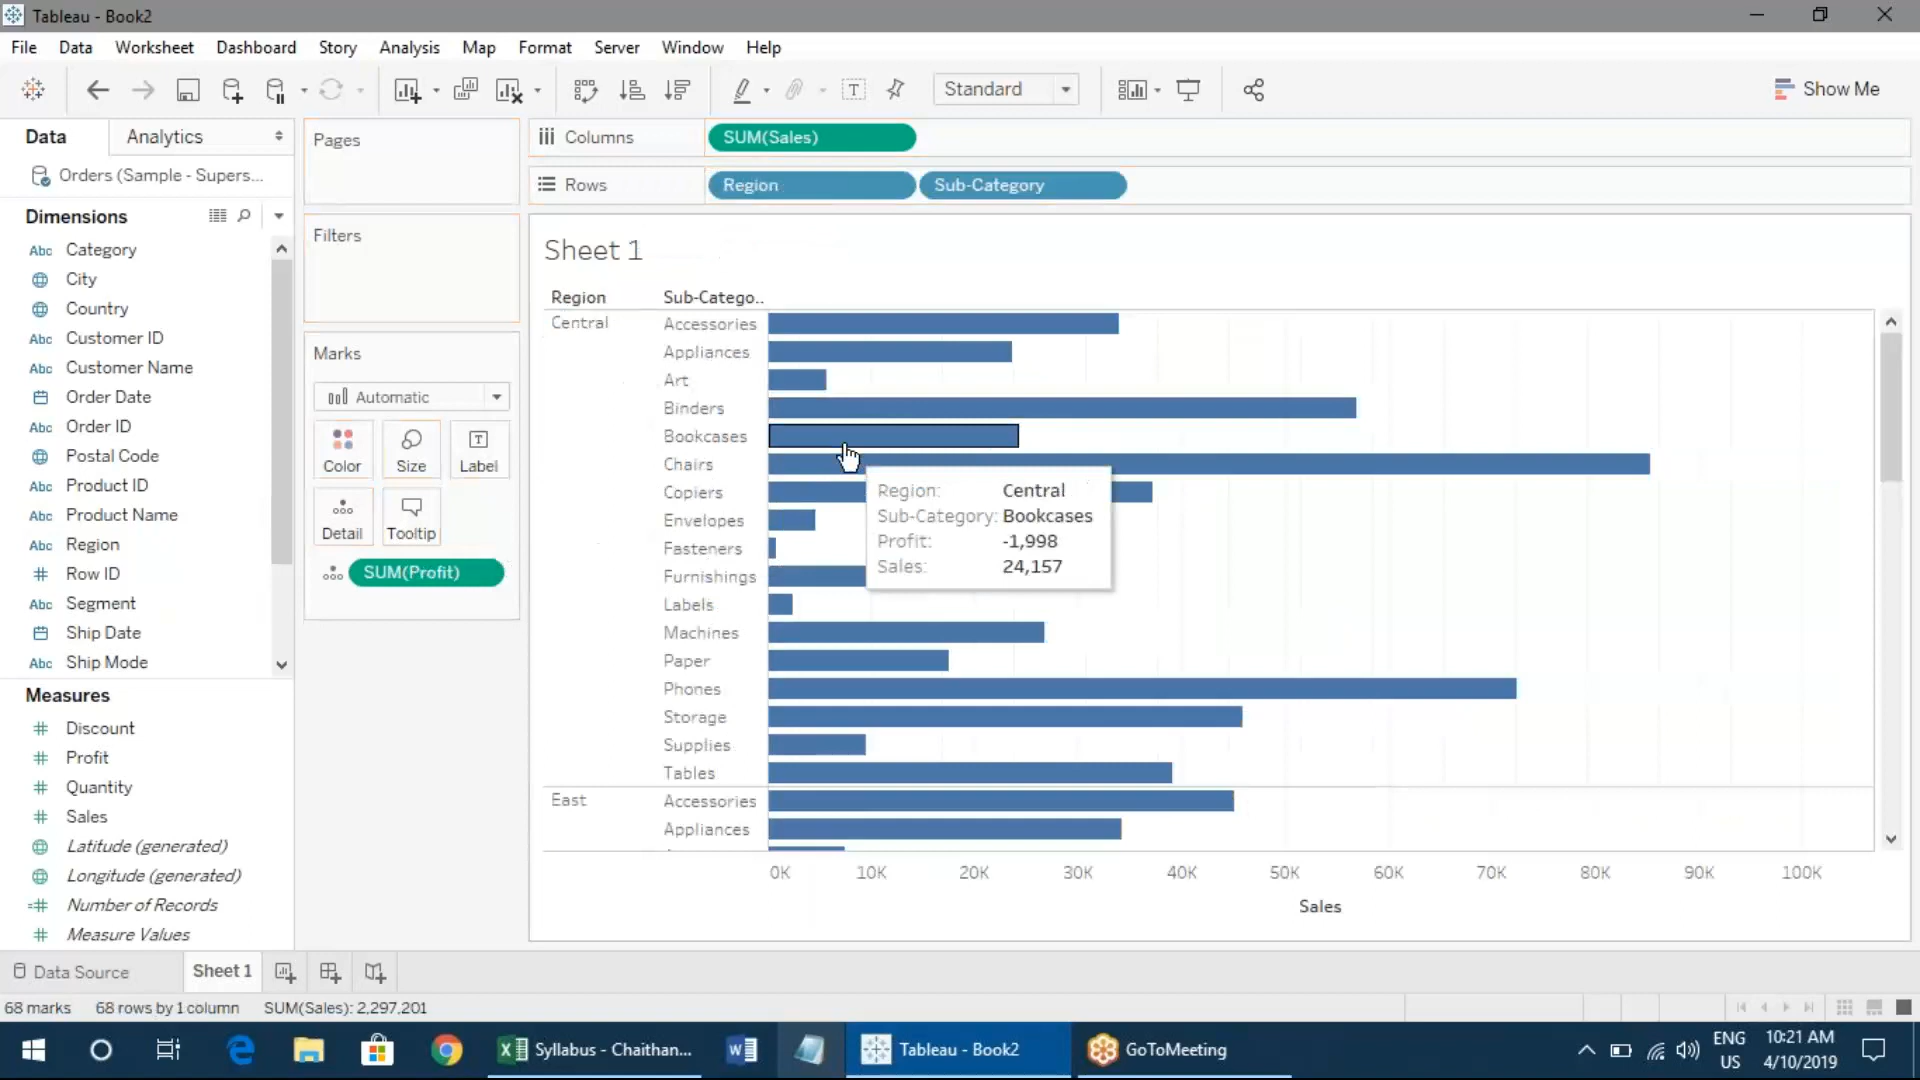 Tableau - Book2
File Data Worksheet Dashboard Story Analysis Map Format Server Window Help
Standard
Show Me
Data
Analytics
Orders (Sample - Supers...
Dimensions
Abc Category
City
Country
Abc Customer ID
Abc Customer Name
Order Date
Abc Order ID
Postal Code
Abc Product ID
Abc Product Name
Abc Region
# Row ID
Abc Segment
Ship Date
Abc Ship Mode
Measures
# Discount
# Profit
# Quantity
# Sales
Latitude (generated)
Longitude (generated)
=# Number of Records
# Measure Values
Pages
Filters
Marks
Automatic
Color
Size
Label
Detail
Tooltip
SUM(Profit)
Columns
SUM(Sales)
Rows
Region
Sub-Category
Sheet 1
Region
Sub-Catego..
Central
Accessories
Appliances
Art
Binders
Bookcases
Chairs
Copiers
Envelopes
Fasteners
Furnishings
Labels
Machines
Paper
Phones
Storage
Supplies
Tables
East
Accessories
Appliances
Region: Central
Sub-Category: Bookcases
Profit: -1,998
Sales: 24,157
0K 10K 20K 30K 40K 50K 60K 70K 80K 90K 100K
Sales
Data Source
Sheet 1
68 marks
68 rows by 1 column
SUM(Sales): 2,297,201
Syllabus - Chaithan...
Tableau - Book2
GoToMeeting
ENG
US
10:21 AM
4/10/2019